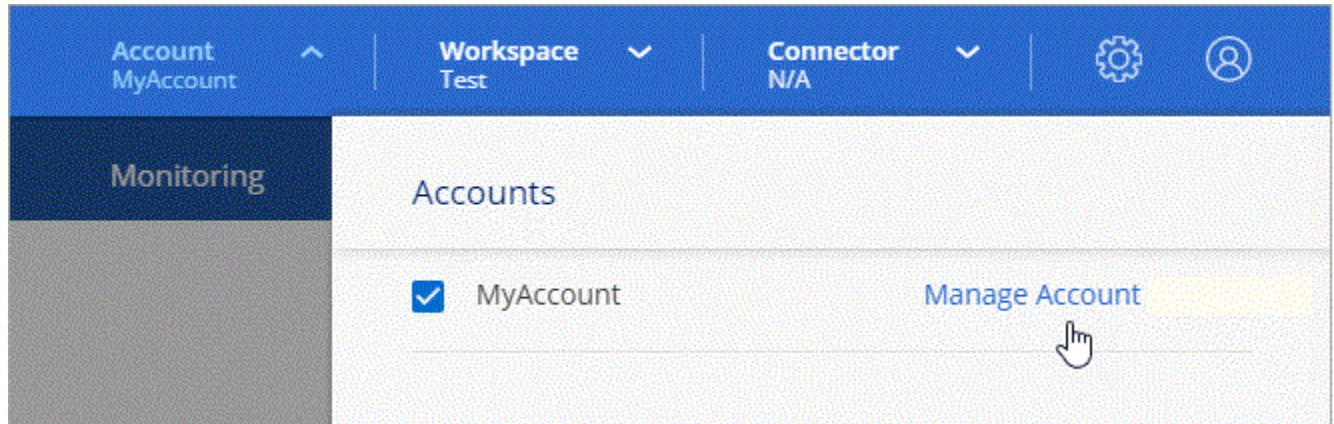 Account
MyAccount
Workspace
Test
Connector
N/A
Monitoring
Accounts
MyAccount
Manage Account